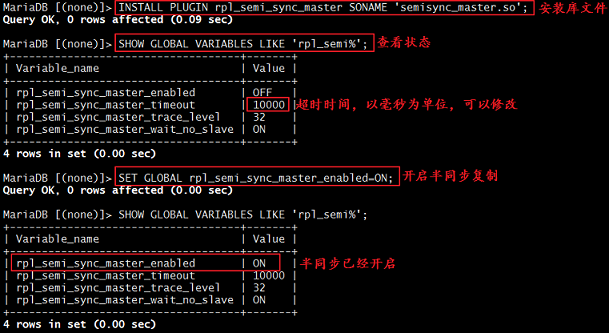 MariaDB [(none)]> INSTALL PLUGIN rpl_semi_sync_master SONAME 'semisync_master.so'; 安装库文件
Query OK, 0 rows affected (0.09 sec)
MariaDB [(none)]> SHOW GLOBAL VARIABLES LIKE 'rpl_semi%'; 查看状态
+------------------------------------+-------+
| Variable_name | Value |
+------------------------------------+-------+
| rpl_semi_sync_master_enabled | OFF
| rpl_semi_sync_master_timeout | 10000 超时时间，以毫秒为单位，可以修改
| rpl_semi_sync_master_trace_level | 32 |
| rpl_semi_sync_master_wait_no_slave | ON |
+------------------------------------+-------+
4 rows in set (0.00 sec)
MariaDB [(none)]> SET GLOBAL rpl_semi_sync_master_enabled=ON; 开启半同步复制
Query OK, 0 rows affected (0.00 sec)
MariaDB [(none)]> SHOW GLOBAL VARIABLES LIKE 'rpl_semi%';
+------------------------------------+-------+
| Variable_name | Value |
+------------------------------------+-------+
| rpl_semi_sync_master_enabled | ON 半同步已经开启
| rpl_semi_sync_master_timeout | 10000 |
| rpl_semi_sync_master_trace_level | 32 |
| rpl_semi_sync_master_wait_no_slave | ON |
+------------------------------------+-------+
4 rows in set (0.00 sec)